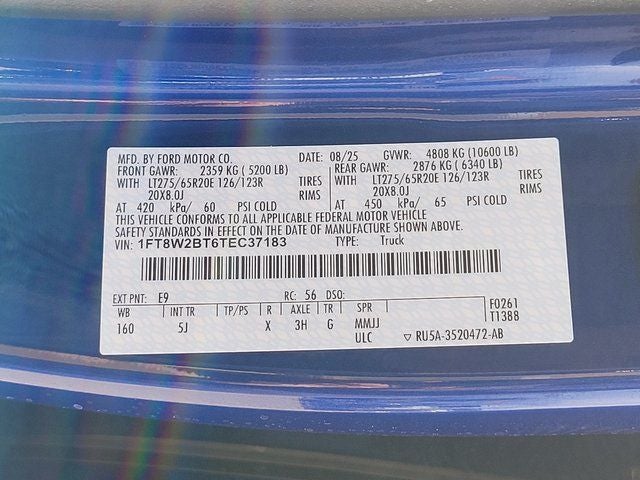 MFD. BY FORD MOTOR CO. DATE: 08/25 GVWR: 4808 KG (10600 LB)
FRONT GAWR: 2359 KG ( 5200 LB) REAR GAWR: 2876 KG ( 6340 LB)
WITH LT275/65R20E 126/123R TIRES WITH LT275/65R20E 126/123R TIRES
20X8.0J RIMS 20X8.0J RIMS
AT 420 kPa/ 60 PSI COLD AT 450 kPa/ 65 PSI COLD
THIS VEHICLE CONFORMS TO ALL APPLICABLE FEDERAL MOTOR VEHICLE
SAFETY STANDARDS IN EFFECT ON THE DATE OF MANUFACTURE SHOWN ABOVE.
VIN: 1FT8W2BT6TEC37183 TYPE: Truck
EXT PNT: E9 RC: 56 DSO:
WB INT TR TP/PS R AXLE TR SPR F0261
160 5J X 3H G MMJJ T1388
ULC ▽ RU5A-3520472-AB